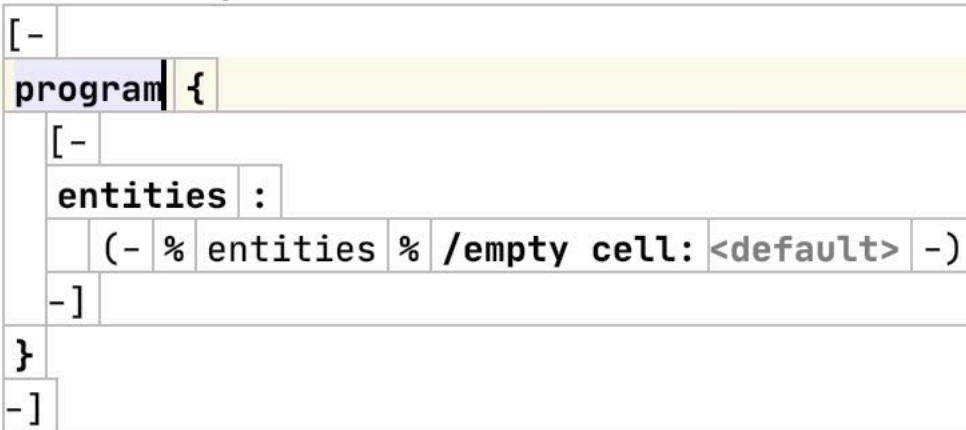 [-
program {
[-
entities :
(- % entities % /empty cell: <default> -)
-]
}
-]